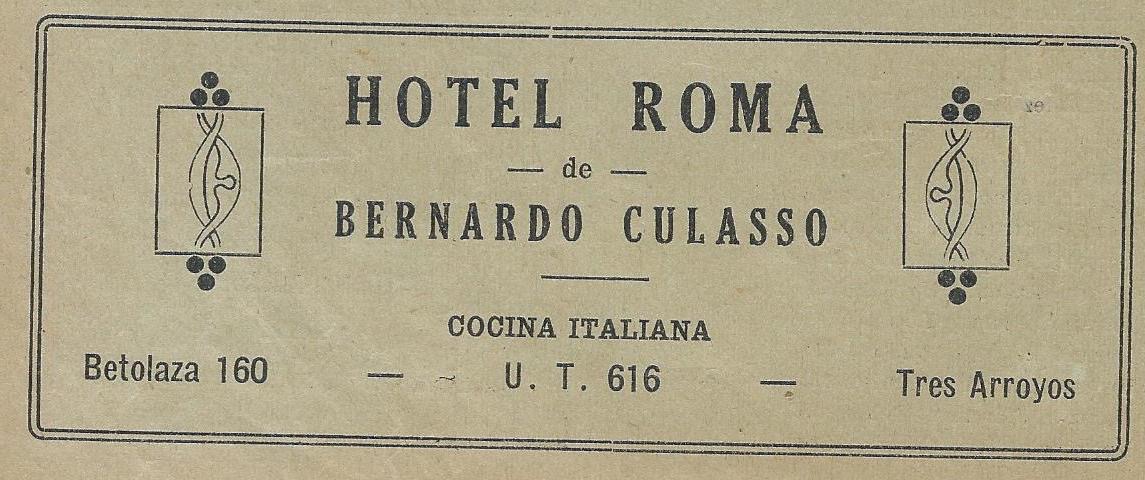 HOTEL ROMA
— de —
BERNARDO CULASSO
COCINA ITALIANA
Betolaza 160 — U. T. 616 — Tres Arroyos